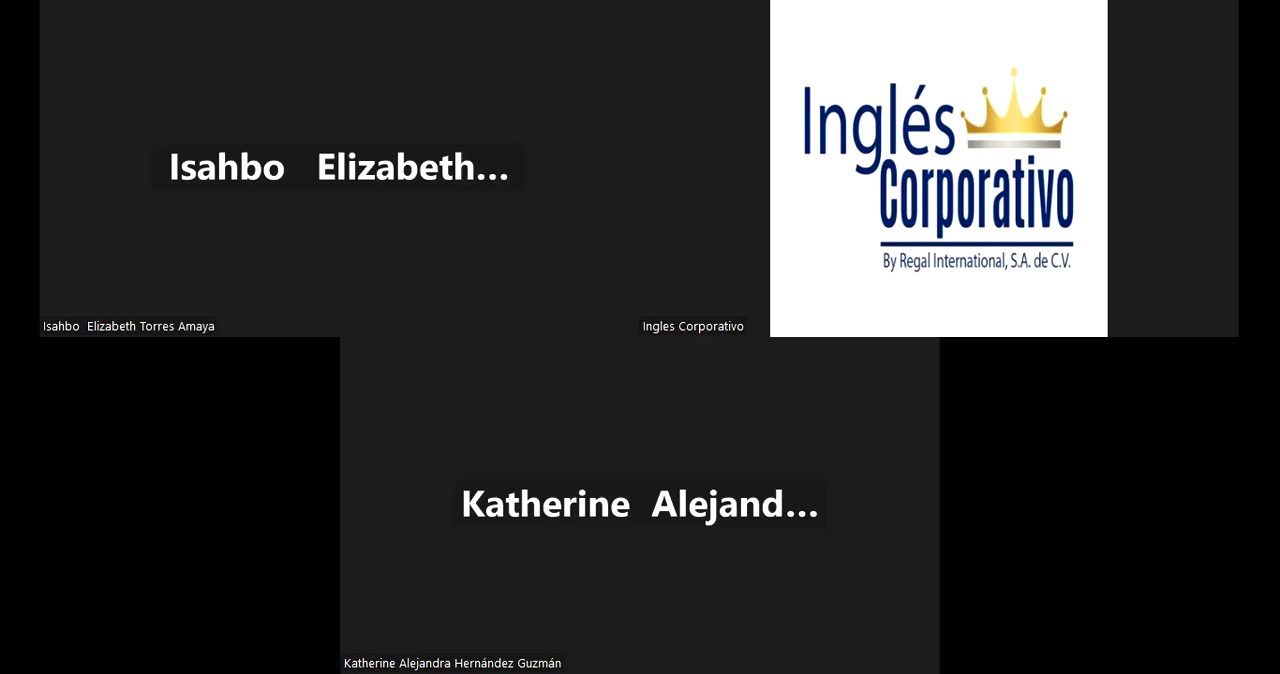 Isahbo Elizabeth...
Isahbo Elizabeth Torres Amaya
Inglés
Corporativo
By Regal International, S.A. de C.V.
Ingles Corporativo
Katherine Alejand...
Katherine Alejandra Hernández Guzmán